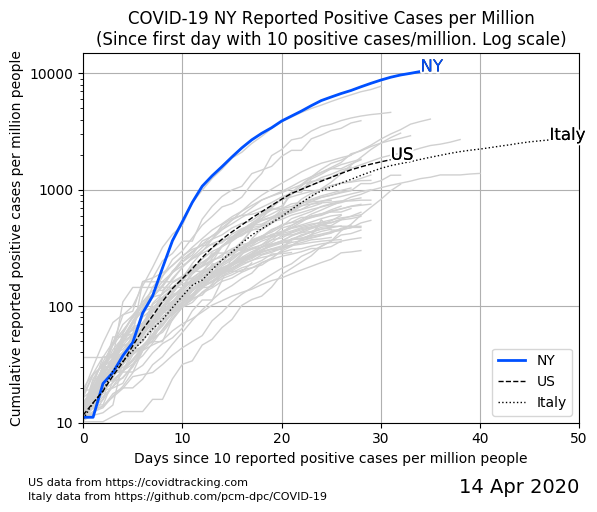 COVID-19 NY Reported Positive Cases per Million
(Since first day with 10 positive cases/million. Log scale)
Cumulative reported positive cases per million people
10000
1000
100
10
NY
US
Italy
NY
US
Italy
0
10
20
30
40
50
Days since 10 reported positive cases per million people
US data from https://covidtracking.com
Italy data from https://github.com/pcm-dpc/COVID-19
14 Apr 2020